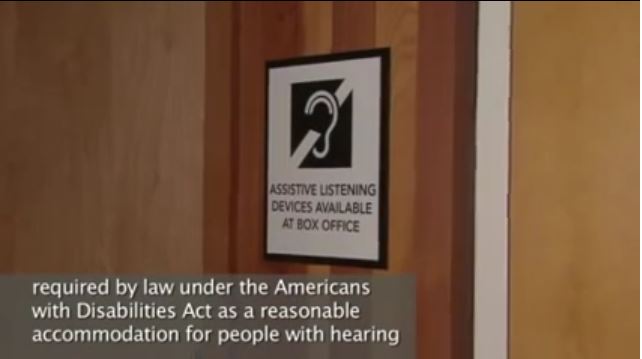 ASSISTIVE LISTENING
DEVICES AVAILABLE
AT BOX OFFICE
required by law under the Americans
with Disabilities Act as a reasonable
accommodation for people with hearing